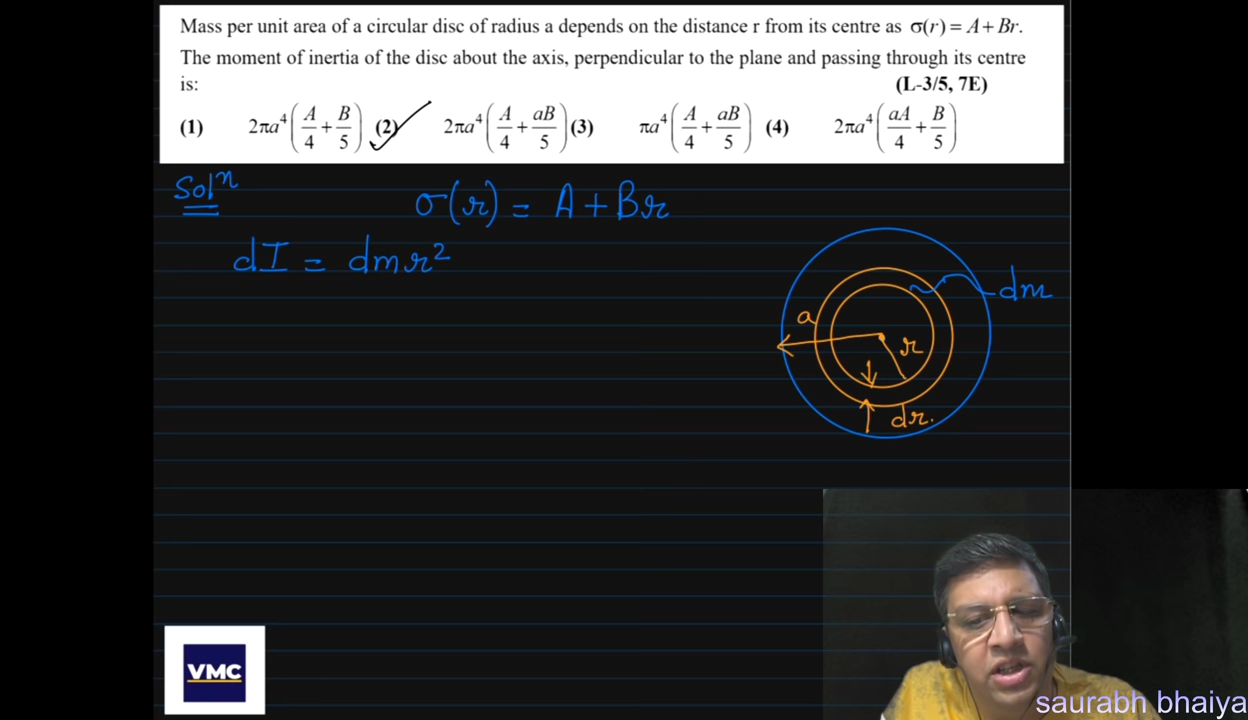 Mass per unit area of a circular disc of radius a depends on the distance r from its centre as σ(r) = A + Br.
The moment of inertia of the disc about the axis, perpendicular to the plane and passing through its centre
is: (L-3/5, 7E)
(1) 2πa⁴(A/4 + B/5) (2) 2πa⁴(A/4 + aB/5) (3) πa⁴(A/4 + aB/5) (4) 2πa⁴(aA/4 + B/5)
Solⁿ σ(r) = A + Br
dI = dmr²
dm
a
r
dr.
VMC
saurabh bhaiya